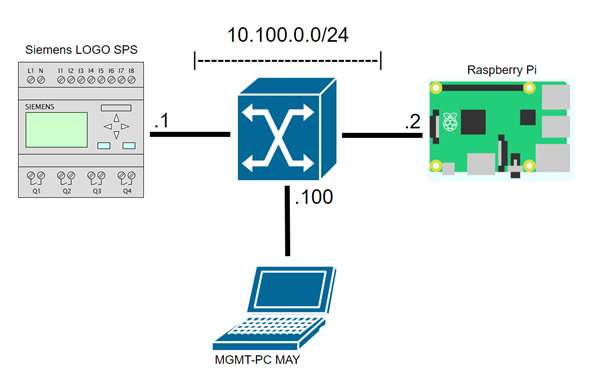 10.100.0.0/24
|-----------------------|
Siemens LOGO SPS
L1 N I1 I2 I3 I4 I5 I6 I7 I8
SIEMENS
Q1 Q2 Q3 Q4
.1
.2
Raspberry Pi
.100
MGMT-PC MAY